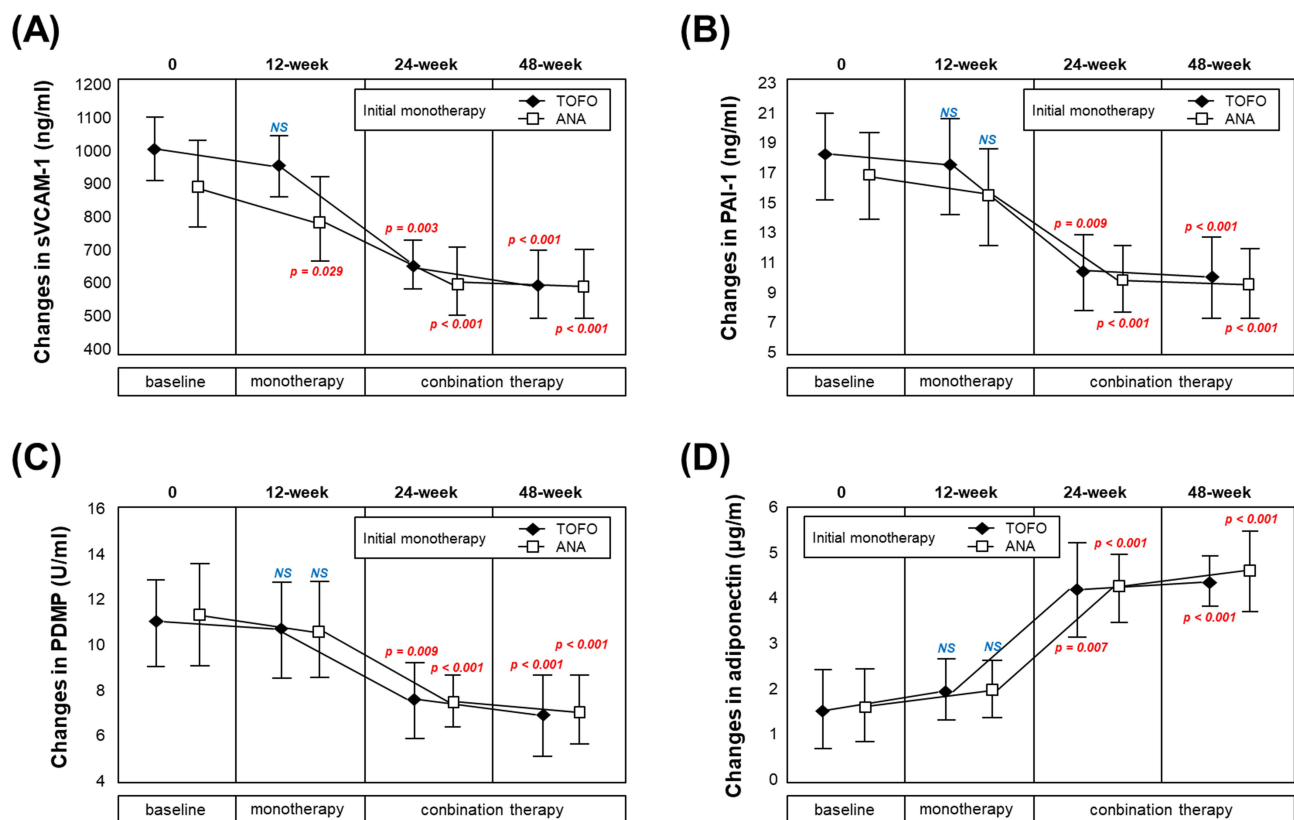 (A)
0 12-week 24-week 48-week
Changes in sVCAM-1 (ng/ml)
1200
1100
1000
900
800
700
600
500
400
Initial monotherapy
TOFO
ANA
NS
p = 0.029
p = 0.003
p < 0.001
p < 0.001
p < 0.001
baseline monotherapy conbination therapy
(B)
0 12-week 24-week 48-week
Changes in PAI-1 (ng/ml)
23
21
19
17
15
13
11
9
7
5
Initial monotherapy
TOFO
ANA
NS
NS
p = 0.009
p < 0.001
p < 0.001
p < 0.001
baseline monotherapy conbination therapy
(C)
0 12-week 24-week 48-week
Changes in PDMP (U/ml)
16
14
12
10
8
6
4
Initial monotherapy
TOFO
ANA
NS NS
p = 0.009
p < 0.001
p < 0.001
p < 0.001
baseline monotherapy conbination therapy
(D)
0 12-week 24-week 48-week
Changes in adiponectin (μg/m)
6
5
4
3
2
1
0
Initial monotherapy
TOFO
ANA
NS NS
p < 0.001
p = 0.007
p < 0.001
p < 0.001
baseline monotherapy conbination therapy